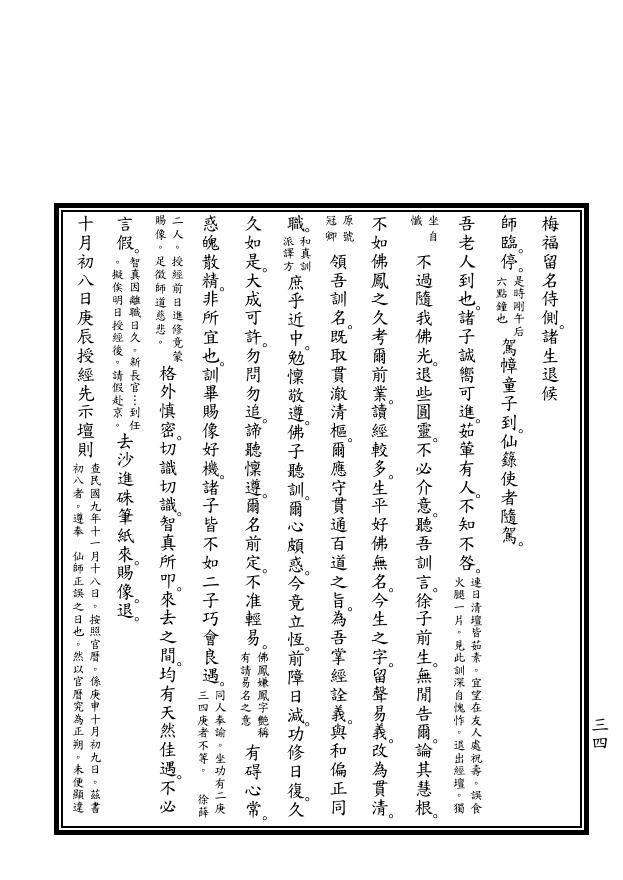 梅福留名侍側。諸生退候
師臨。停。是時剛午后六點鐘也駕幛童子到。仙籙使者隨駕。
吾老人到也。諸子誠嚮可進。茹葷有人。不知不咎。連日清壇皆茹素。宜望在友人處祝壽。誤食火腿一片。見此訓深自愧怍。退出經壇。獨
坐自懺不過隨我佛光。退些圓靈。不必介意。聽吾訓言。徐子前生。無閒告爾。論其慧根。
不如佛鳳之久。考爾前業。讀經較多。生平好佛無名。今生之字。留聲易義。改為貫清。
原號冠卿領吾訓名。既取貫澈清樞。爾應守貫通百道之旨。為吾掌經詮義。與和偏正同
職。和真訓派譯方庶乎近中。勉懍敬遵。佛子聽訓。爾心頗惑。今竟立恆。前障日減。功修日復。久
久如是。大成可許。勿問勿追。諦聽懍遵。爾名前定。不准輕易。佛鳳嫌鳳字艷稱有請易名之意有碍心常。
惑魄散精。非所宜也。訓畢賜像好機。諸子皆不如二子巧會良遇。同人奉諭。坐功有二庚三四庚者不等。　徐薛
二人。授經前日進修竟蒙賜像。足徵師道慈悲。格外慎密。切識切識。智真所叩。來去之間。均有天然佳遇。不必
言假。智真因離職日久。新長官…到任。擬俟明日授經後。請假赴京。去沙進硃筆紙來。賜像。退。
十月初八日庚辰授經先示壇則查民國九年十一月十八日。按照官曆。係庚申十月初九日。茲書初八者。遵奉　仙師正誤之日也。然以官曆究為正朔。未便顯違
三四